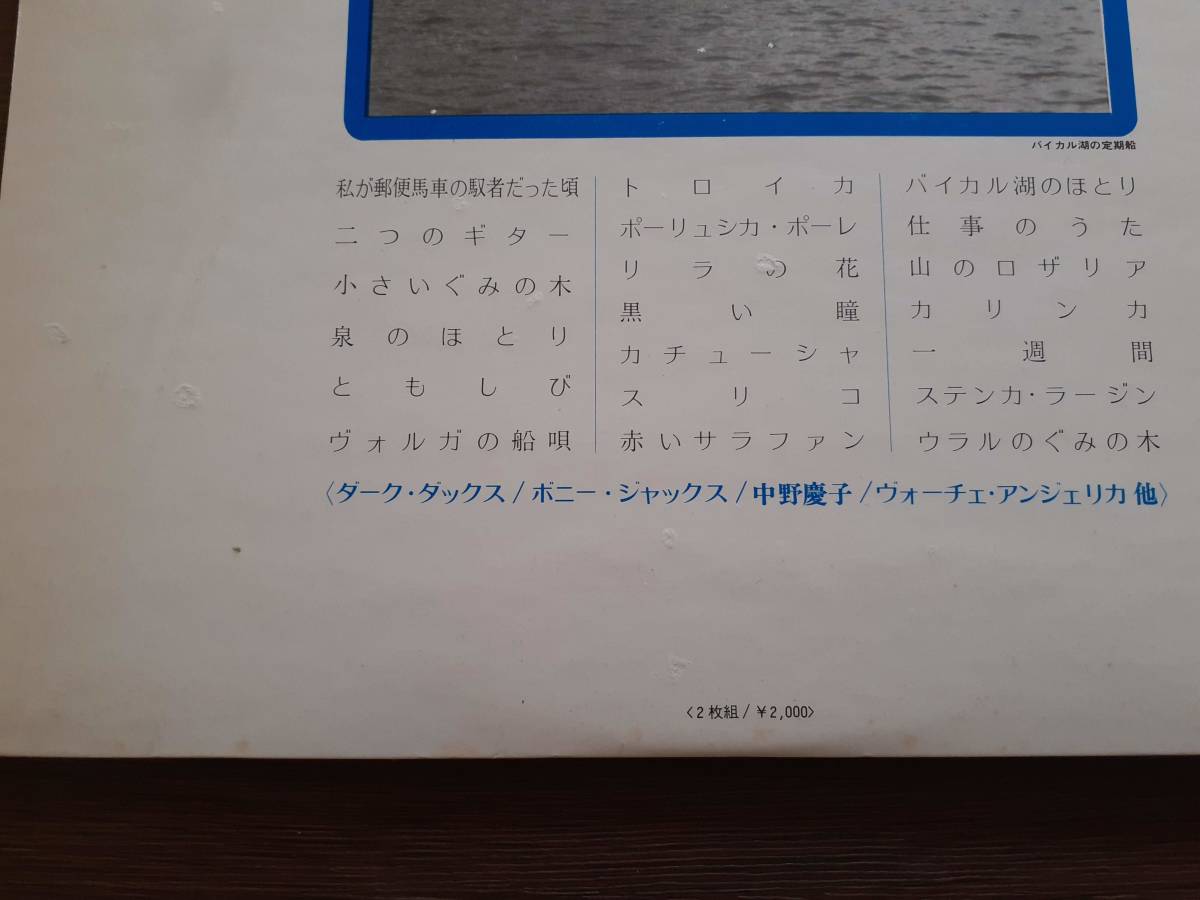 バイカル湖の定期船
私が郵便馬車の馭者だった頃
二つのギター
小さいぐみの木
泉のほとり
ともしび
ヴォルガの船唄
トロイカ
ポーリュシカ・ポーレ
リラの花
黒い瞳
カチューシャ
スリコ
赤いサラファン
バイカル湖のほとり
仕事のうた
山のロザリア
カリンカ
一週間
ステンカ・ラージン
ウラルのぐみの木
〈ダーク・ダックス/ボニー・ジャックス/中野慶子/ヴォーチェ・アンジェリカ 他〉
〈2枚組/¥2,000〉